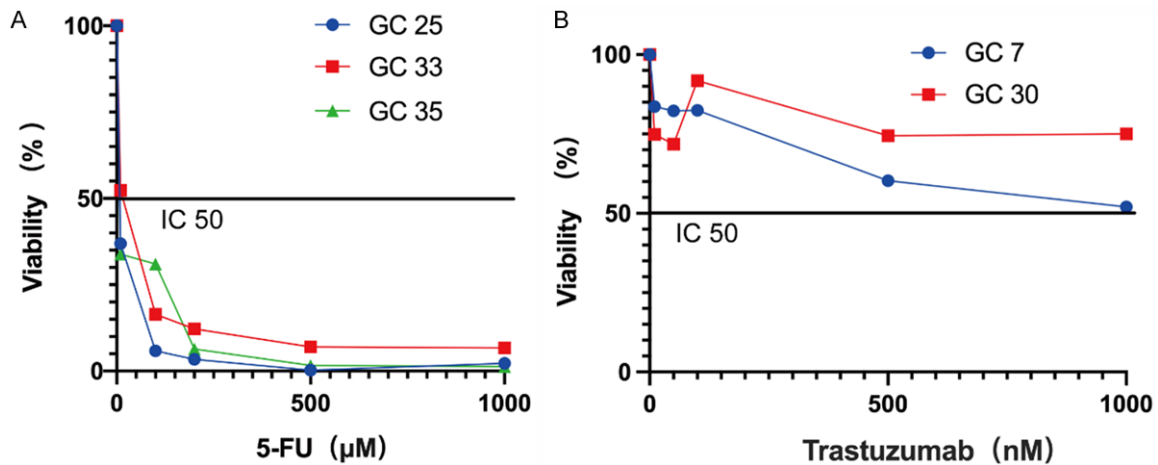 A
GC 25
GC 33
GC 35
100
50
0
Viability (%)
IC 50
0
500
1000
5-FU (μM)
B
GC 7
GC 30
100
50
0
Viability (%)
IC 50
0
500
1000
Trastuzumab (nM)